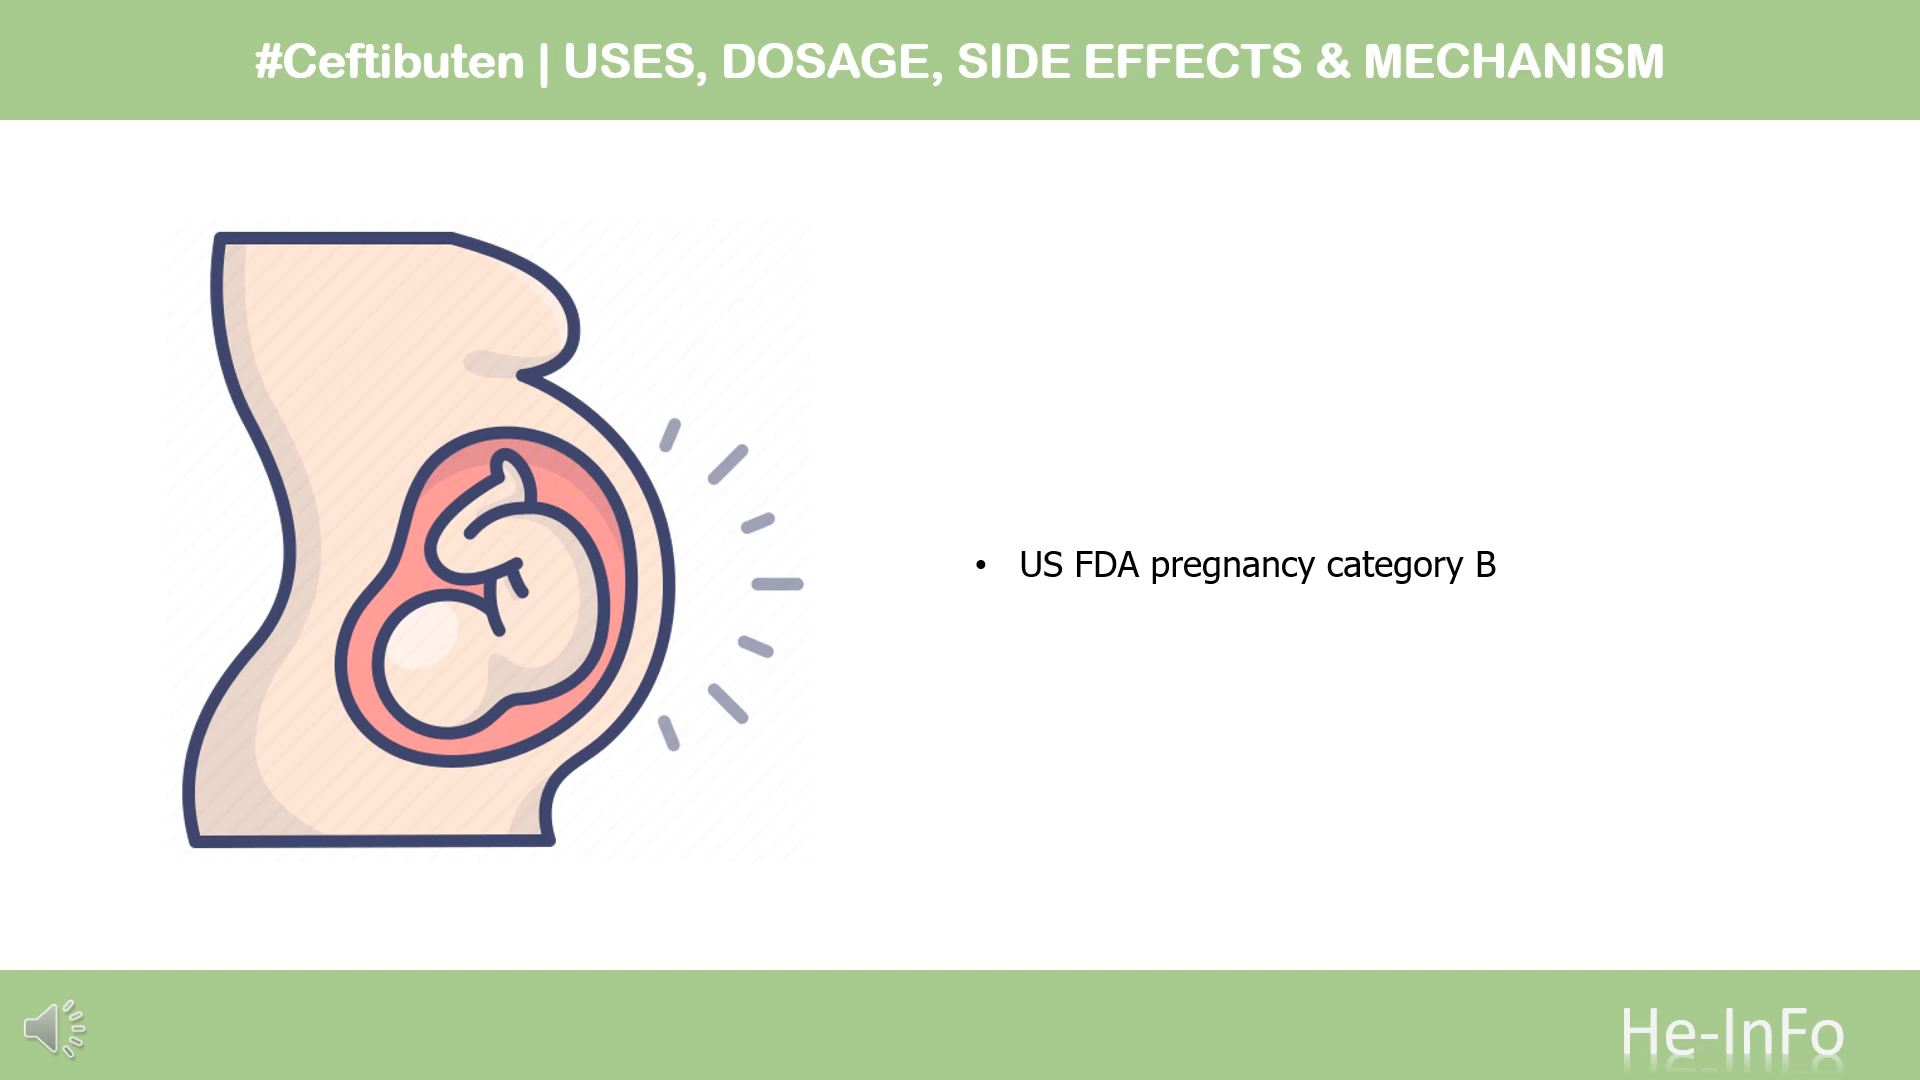 #Ceftibuten | USES, DOSAGE, SIDE EFFECTS & MECHANISM
• US FDA pregnancy category B
He-InFo